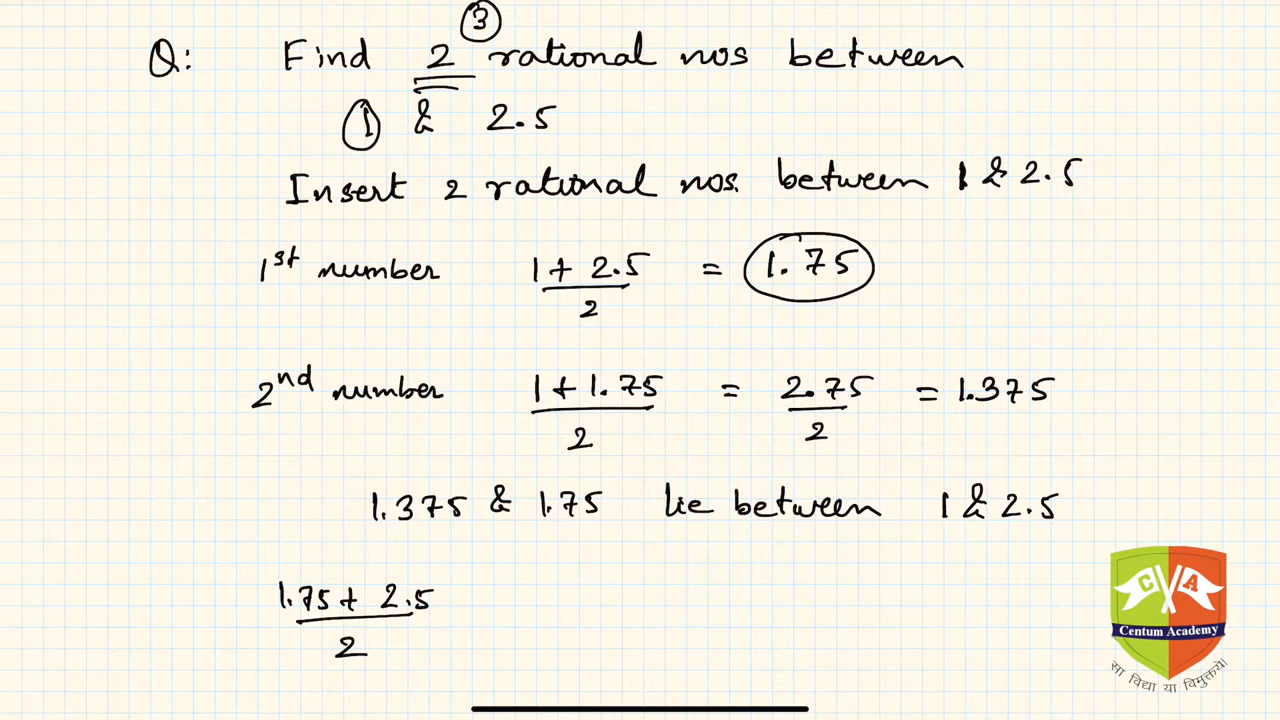 ③
Q: Find 2 rational nos between
① & 2.5
Insert 2 rational nos. between 1 & 2.5
1st number 1 + 2.5 / 2 = 1.75
2nd number 1 + 1.75 / 2 = 2.75 / 2 = 1.375
1.375 & 1.75 lie between 1 & 2.5
1.75 + 2.5 / 2
C A
Centum Academy
सा विद्या या विमुक्तये